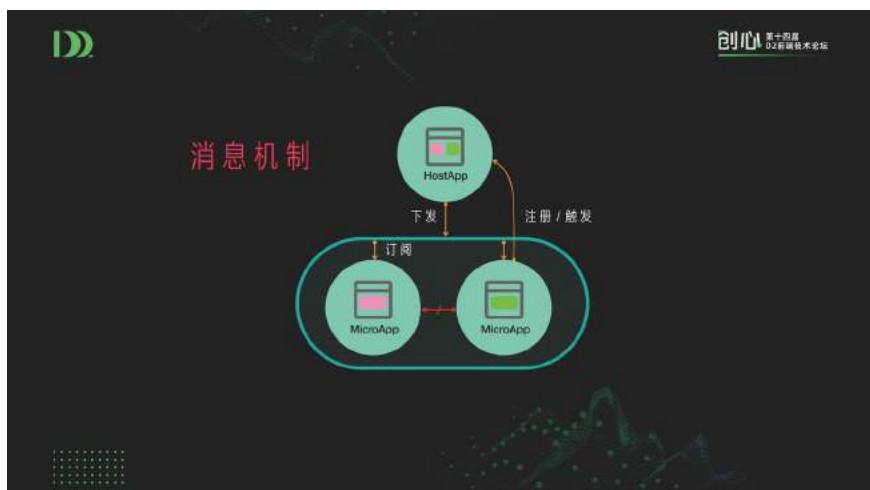 D2
创心 第十四届
D2前端技术论坛
消息机制
HostApp
下发
注册 / 触发
订阅
MicroApp
MicroApp